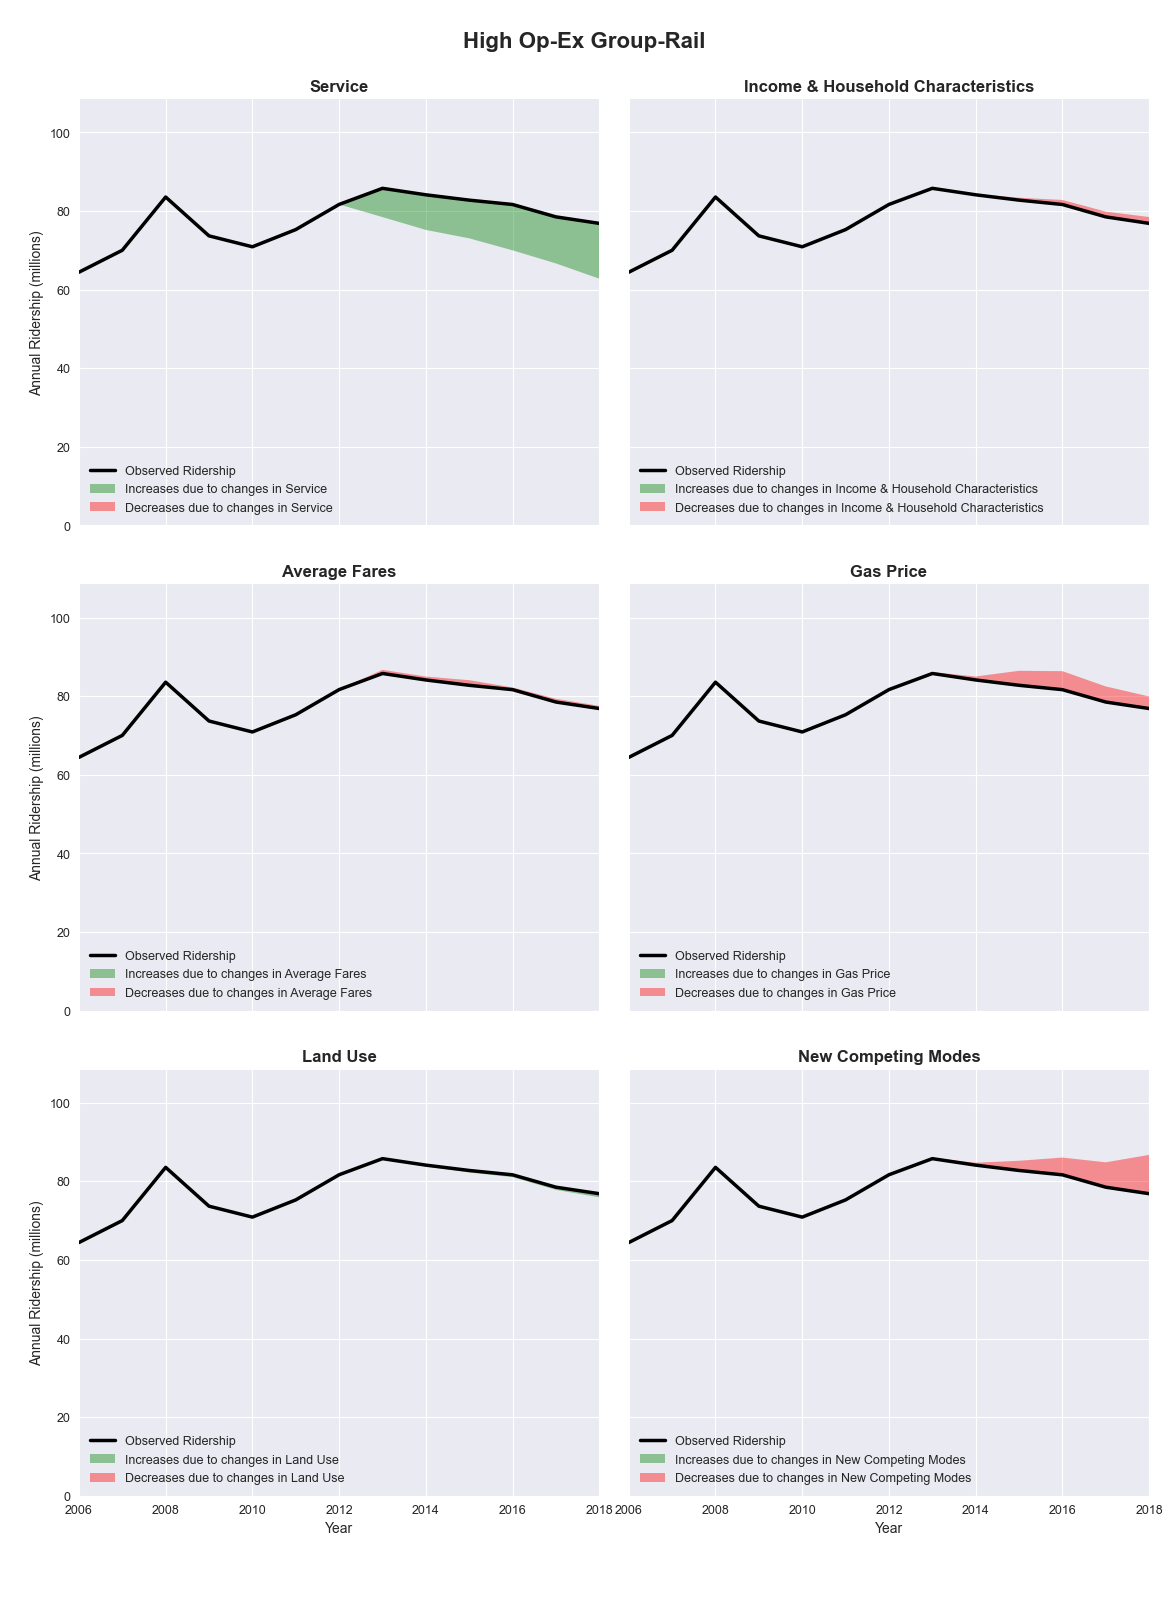 High Op-Ex Group-Rail
Service
Annual Ridership (millions)
100
80
60
40
20
0
Observed Ridership
Increases due to changes in Service
Decreases due to changes in Service
Income & Household Characteristics
Observed Ridership
Increases due to changes in Income & Household Characteristics
Decreases due to changes in Income & Household Characteristics
Average Fares
Annual Ridership (millions)
100
80
60
40
20
0
Observed Ridership
Increases due to changes in Average Fares
Decreases due to changes in Average Fares
Gas Price
Observed Ridership
Increases due to changes in Gas Price
Decreases due to changes in Gas Price
Land Use
Annual Ridership (millions)
100
80
60
40
20
0
Observed Ridership
Increases due to changes in Land Use
Decreases due to changes in Land Use
2006 2008 2010 2012 2014 2016 2018
Year
New Competing Modes
Observed Ridership
Increases due to changes in New Competing Modes
Decreases due to changes in New Competing Modes
2006 2008 2010 2012 2014 2016 2018
Year